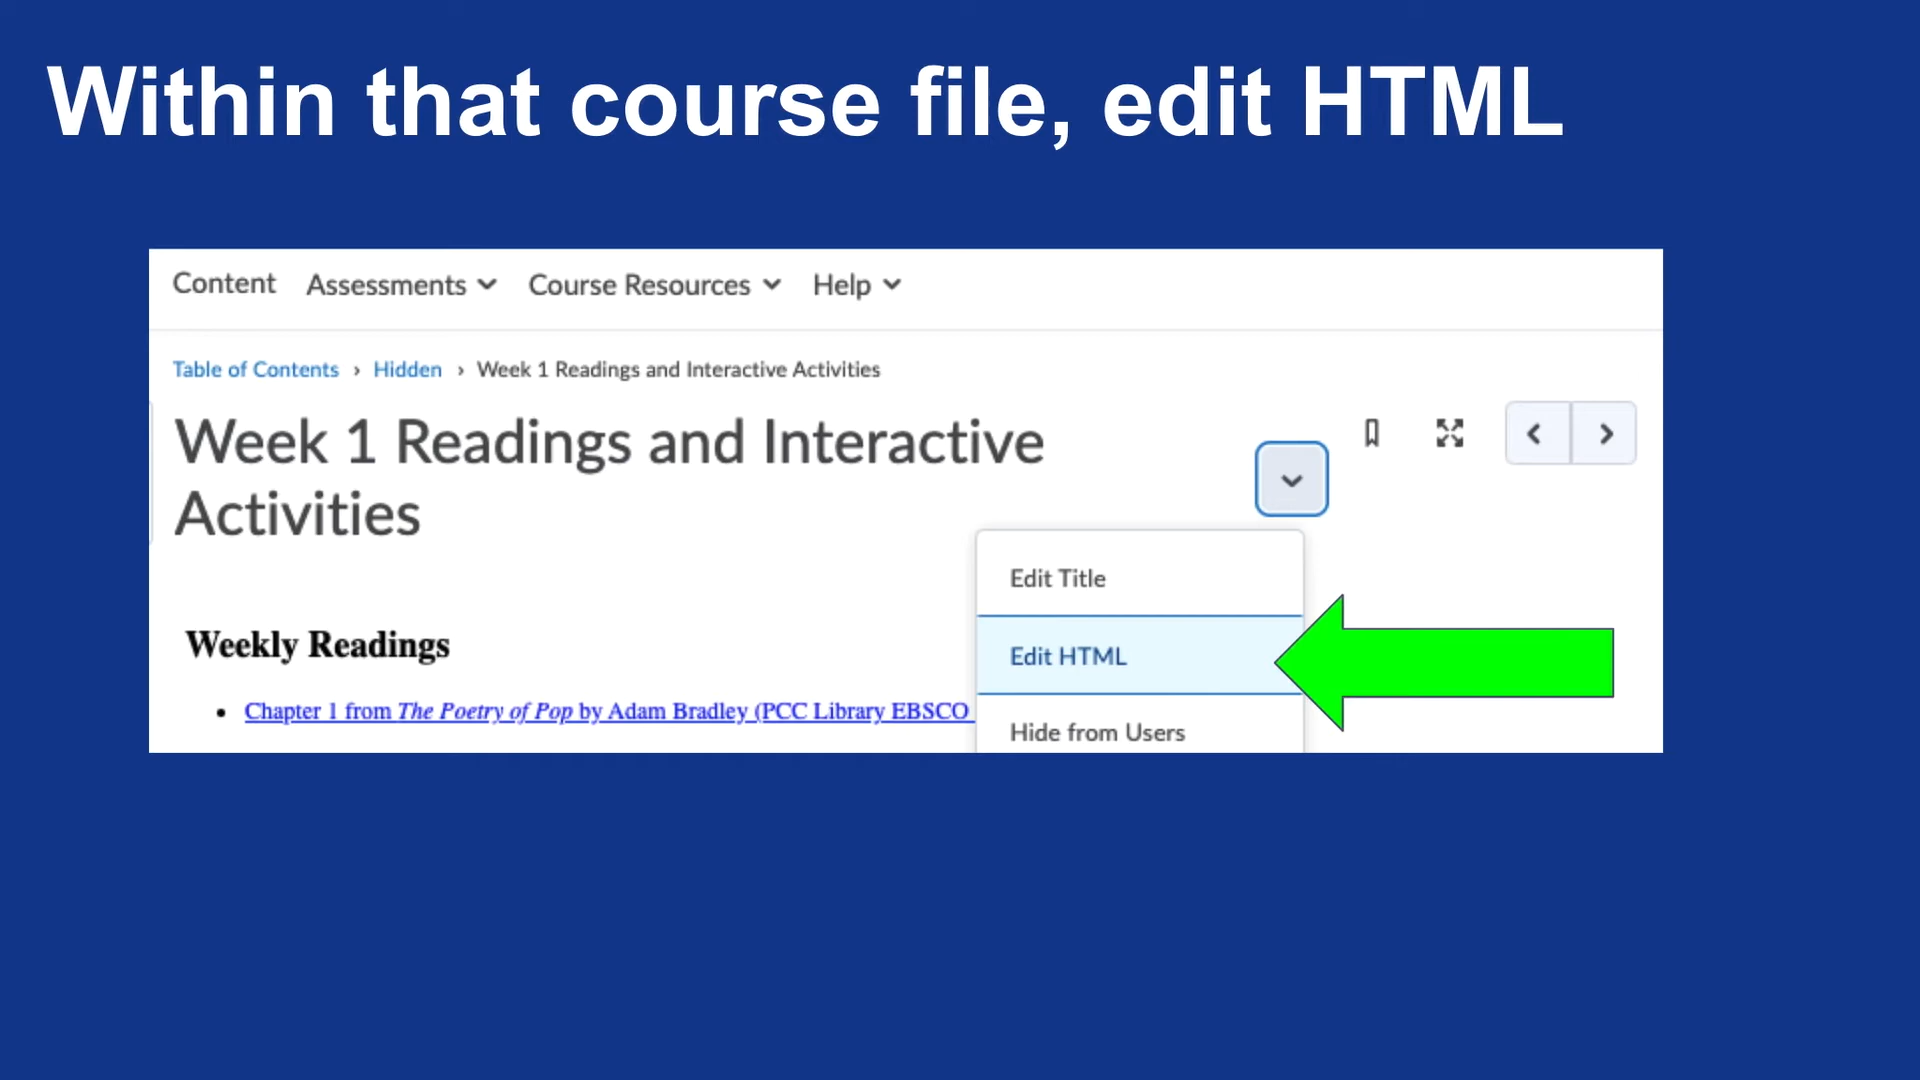 Within that course file, edit HTML
Content Assessments Course Resources Help
Table of Contents › Hidden › Week 1 Readings and Interactive Activities
Week 1 Readings and Interactive
Activities
Edit Title
Weekly Readings
Edit HTML
• Chapter 1 from The Poetry of Pop by Adam Bradley (PCC Library EBSCO
Hide from Users